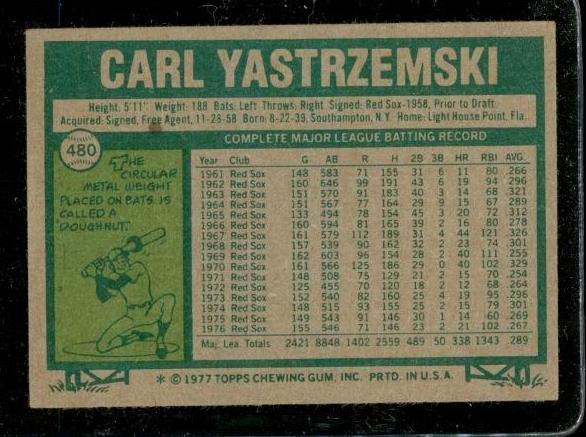 CARL YASTRZEMSKI
Height: 5'11" Weight: 188 Bats: Left Throws: Right Signed: Red Sox-1958, Prior to Draft
Acquired: Signed, Free Agent, 11-28-58 Born: 8-22-39, Southampton, N.Y. Home: Light House Point, Fla.
480
COMPLETE MAJOR LEAGUE BATTING RECORD
THE
CIRCULAR
METAL WEIGHT
PLACED ON BATS IS
CALLED A
"DOUGHNUT."
Year Club G AB R H 2B 3B HR RBI AVG.
1961 Red Sox 148 583 71 155 31 6 11 80 .266
1962 Red Sox 160 646 99 191 43 6 19 94 .296
1963 Red Sox 151 570 91 183 40 3 14 68 .321
1964 Red Sox 151 567 77 164 29 9 15 67 .289
1965 Red Sox 133 494 78 154 45 3 20 72 .312
1966 Red Sox 160 594 81 165 39 2 16 80 .278
1967 Red Sox 161 579 112 189 31 4 44 121 .326
1968 Red Sox 157 539 90 162 32 2 23 74 .301
1969 Red Sox 162 603 96 154 28 2 40 111 .255
1970 Red Sox 161 566 125 186 29 0 40 102 .329
1971 Red Sox 148 508 75 129 21 2 15 70 .254
1972 Red Sox 125 455 70 120 18 2 12 68 .264
1973 Red Sox 152 540 82 160 25 4 19 95 .296
1974 Red Sox 148 515 93 155 25 2 15 79 .301
1975 Red Sox 149 543 91 146 30 1 14 60 .269
1976 Red Sox 155 546 71 146 23 2 21 102 .267
Maj. Lea. Totals 2421 8848 1402 2559 489 50 338 1343 .289
* © 1977 TOPPS CHEWING GUM, INC. PRTD. IN U.S.A.